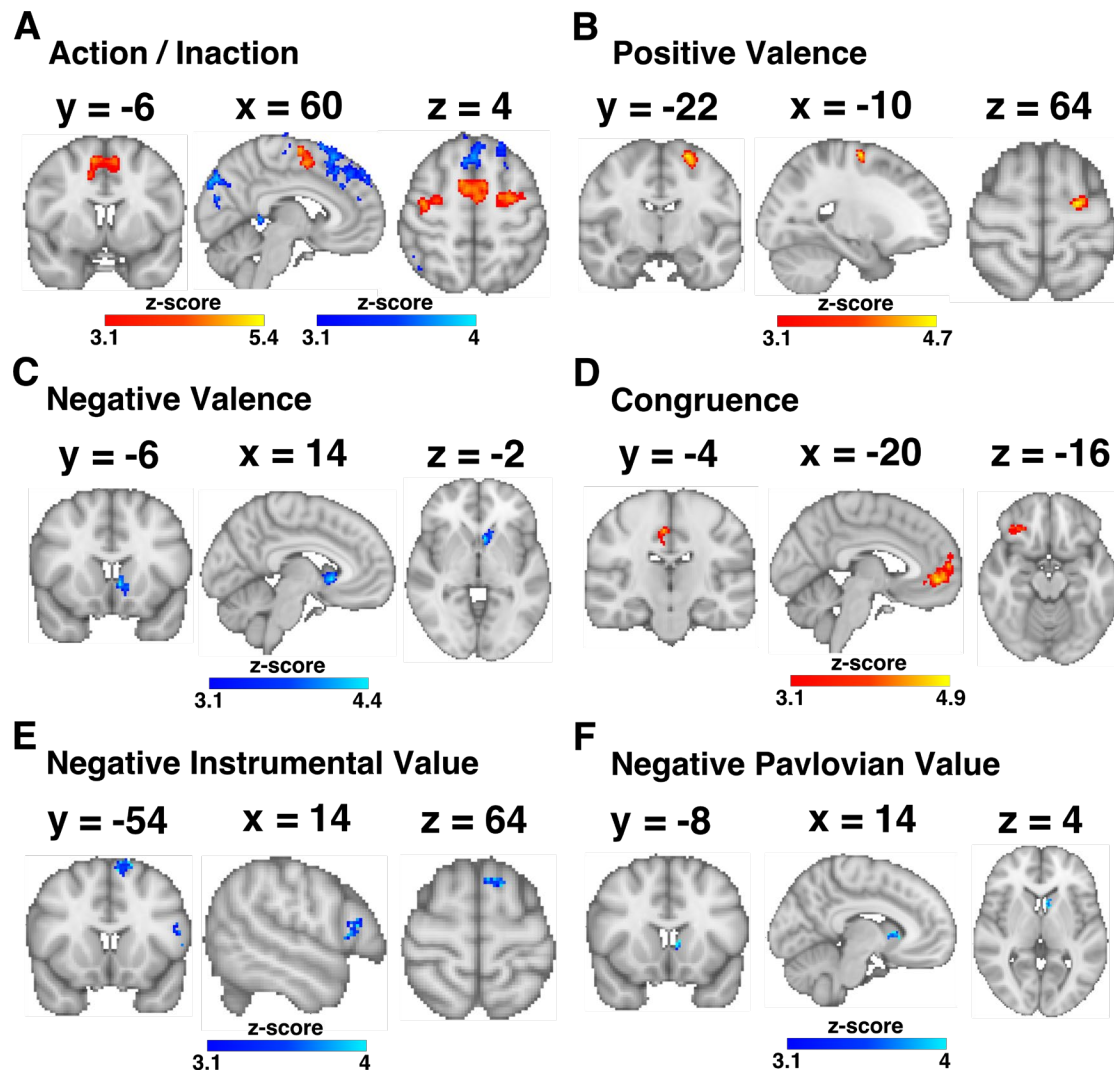 A
Action / Inaction
y = -6 x = 60 z = 4
z-score z-score
3.1 5.4 3.1 4
B
Positive Valence
y = -22 x = -10 z = 64
z-score
3.1 4.7
C
Negative Valence
y = -6 x = 14 z = -2
z-score
3.1 4.4
D
Congruence
y = -4 x = -20 z = -16
z-score
3.1 4.9
E
Negative Instrumental Value
y = -54 x = 14 z = 64
z-score
3.1 4
F
Negative Pavlovian Value
y = -8 x = 14 z = 4
z-score
3.1 4